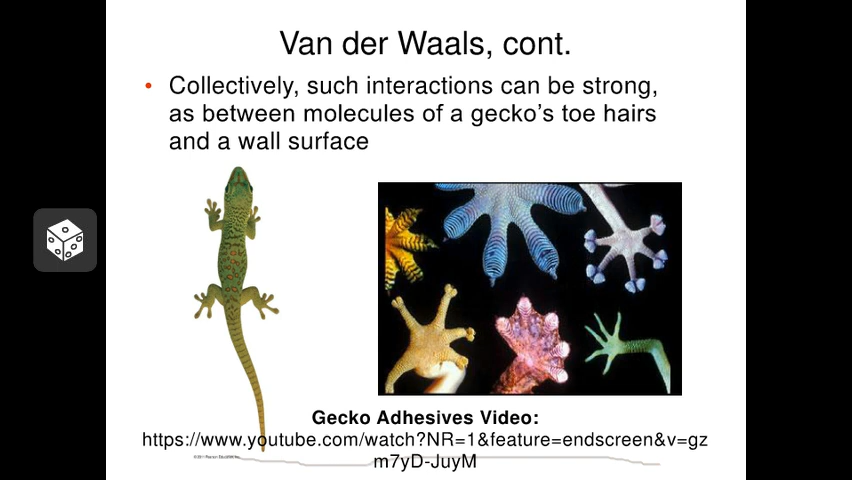 Van der Waals, cont.
• Collectively, such interactions can be strong,
as between molecules of a gecko’s toe hairs
and a wall surface
Gecko Adhesives Video:
https://www.youtube.com/watch?NR=1&feature=endscreen&v=gz
m7yD-JuyM